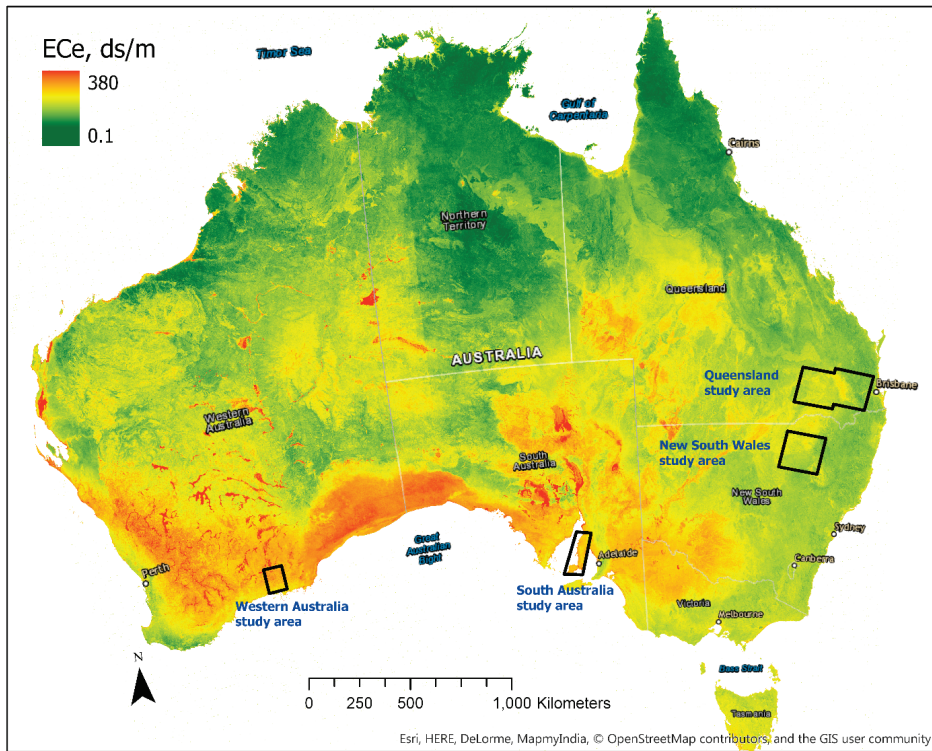 ECe, ds/m
380
0.1
Timor Sea
Gulf of
Carpentaria
Cairns
Northern
Territory
Queensland
AUSTRALIA
Queensland
study area
Brisbane
Western
Australia
New South Wales
study area
South
Australia
New South
Wales
Sydney
Great
Australian
Bight
Adelaide
Canberra
Perth
Western Australia
study area
South Australia
study area
Victoria
Melbourne
N
Bass Strait
0 250 500 1,000 Kilometers
Tasmania
Esri, HERE, DeLorme, MapmyIndia, © OpenStreetMap contributors, and the GIS user community